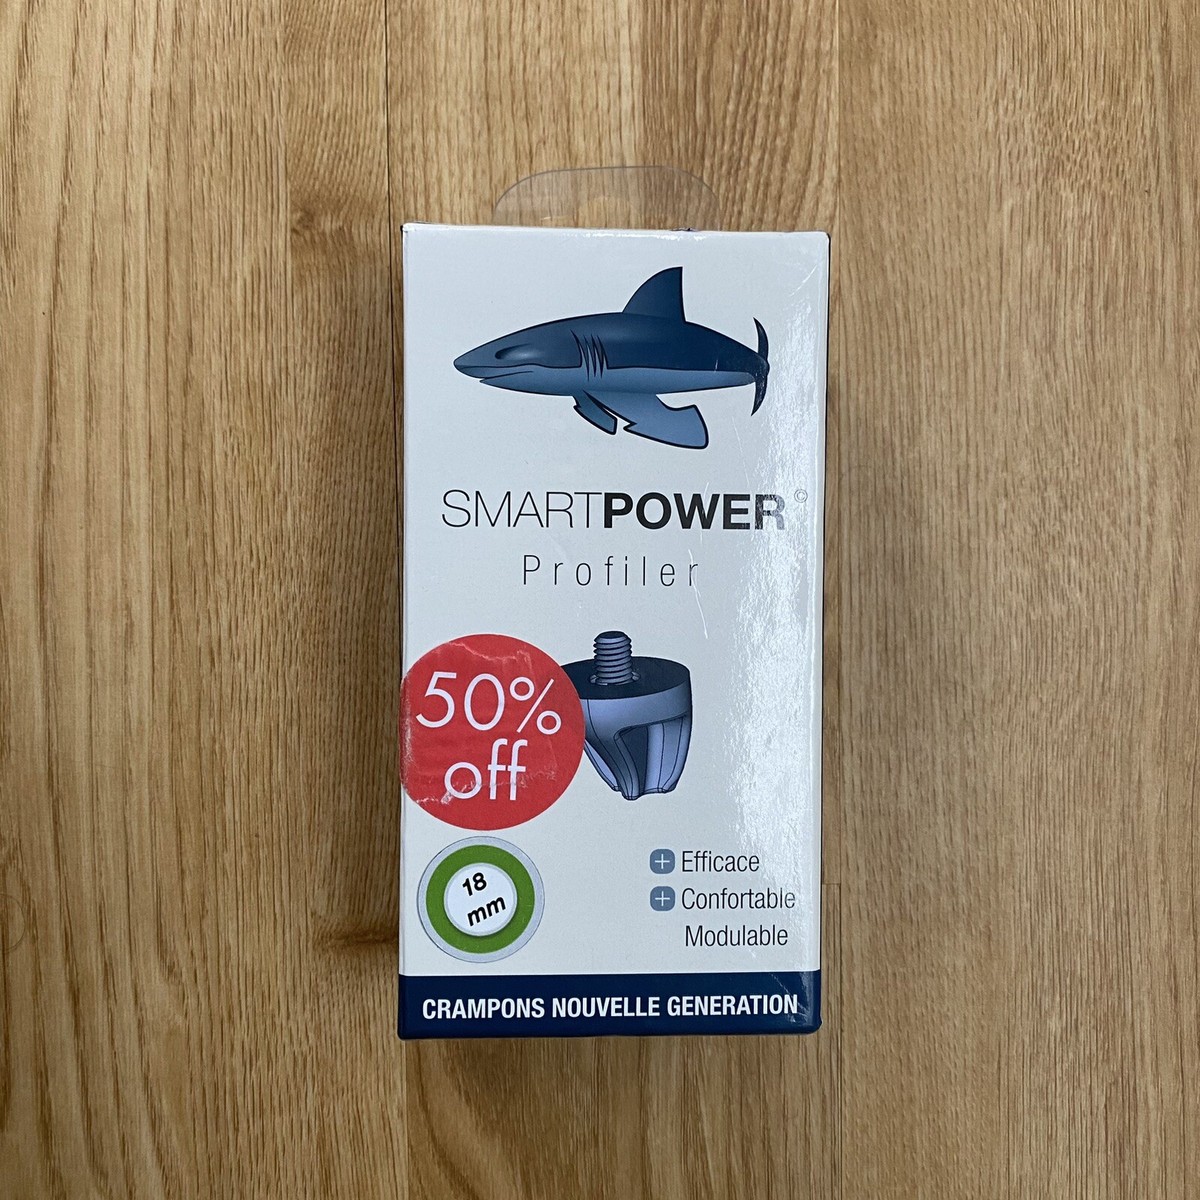 SMARTPOWER©
Profiler
50%
off
18
mm
+ Efficace
+ Confortable
Modulable
CRAMPONS NOUVELLE GENERATION